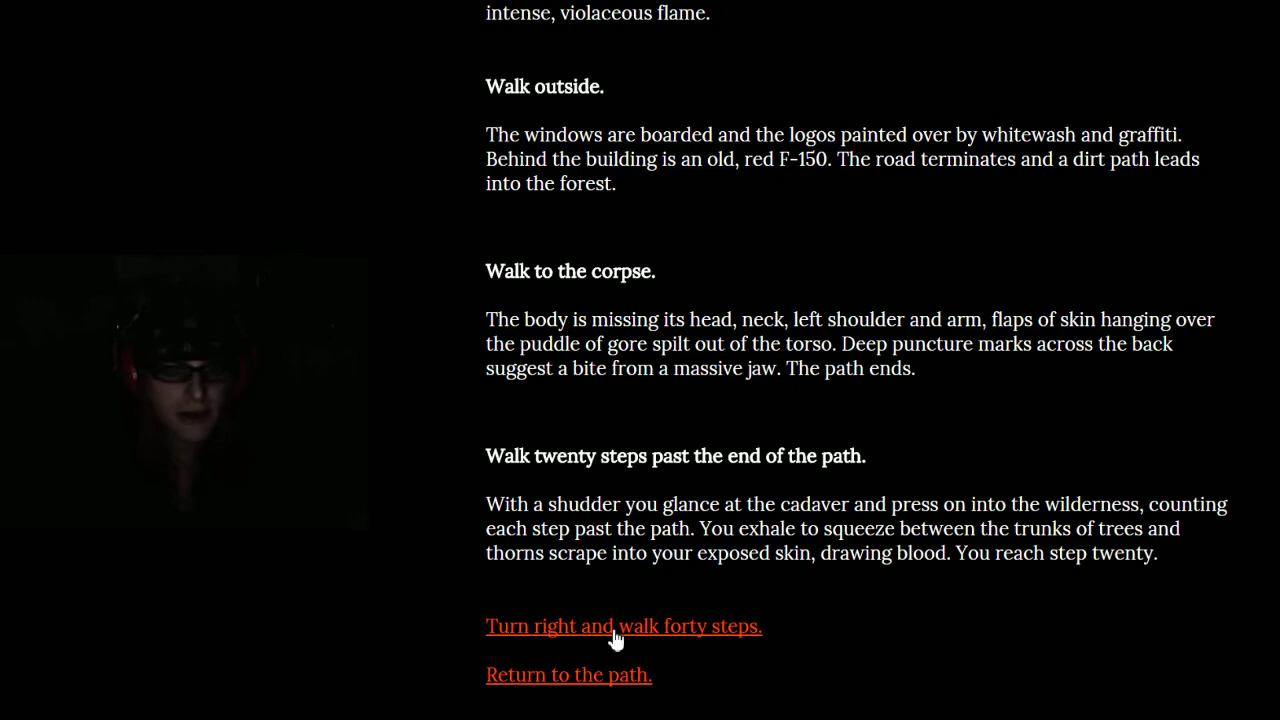 intense, violaceous flame.
Walk outside.
The windows are boarded and the logos painted over by whitewash and graffiti.
Behind the building is an old, red F-150. The road terminates and a dirt path leads
into the forest.
Walk to the corpse.
The body is missing its head, neck, left shoulder and arm, flaps of skin hanging over
the puddle of gore spilt out of the torso. Deep puncture marks across the back
suggest a bite from a massive jaw. The path ends.
Walk twenty steps past the end of the path.
With a shudder you glance at the cadaver and press on into the wilderness, counting
each step past the path. You exhale to squeeze between the trunks of trees and
thorns scrape into your exposed skin, drawing blood. You reach step twenty.
Turn right and walk forty steps.
Return to the path.